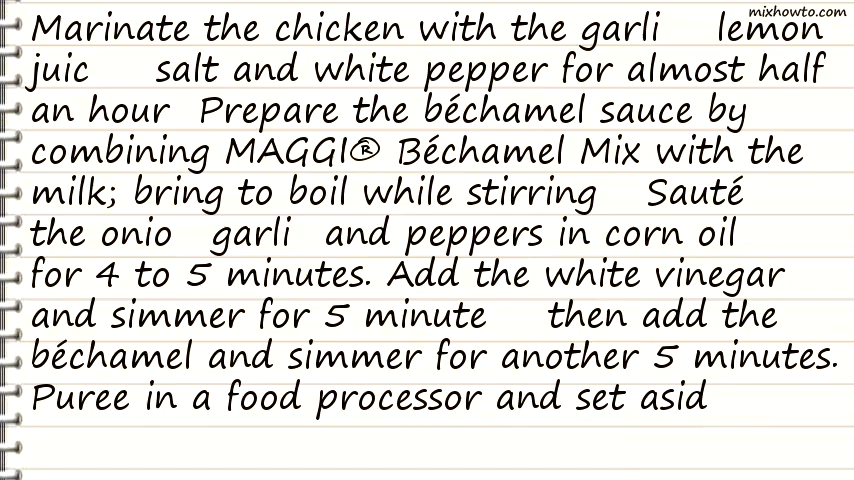 mixhowto.com
Marinate the chicken with the garli lemon
juic salt and white pepper for almost half
an hour Prepare the béchamel sauce by
combining MAGGI® Béchamel Mix with the
milk; bring to boil while stirring Sauté
the onio garli and peppers in corn oil
for 4 to 5 minutes. Add the white vinegar
and simmer for 5 minute then add the
béchamel and simmer for another 5 minutes.
Puree in a food processor and set asid